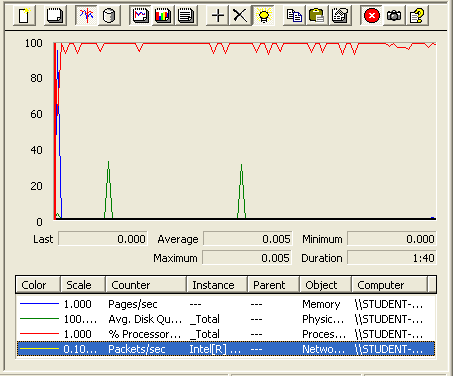 100
80
60
40
20
0
Last 0.000 Average 0.005 Minimum 0.000
Maximum 0.005 Duration 1:40
Color Scale Counter Instance Parent Object Computer
1.000 Pages/sec --- --- Memory \\STUDENT-...
100.... Avg. Disk Qu... _Total --- Physic... \\STUDENT-...
1.000 % Processor... _Total --- Proces... \\STUDENT-...
0.10... Packets/sec Intel[R] ... --- Netwo... \\STUDENT-...